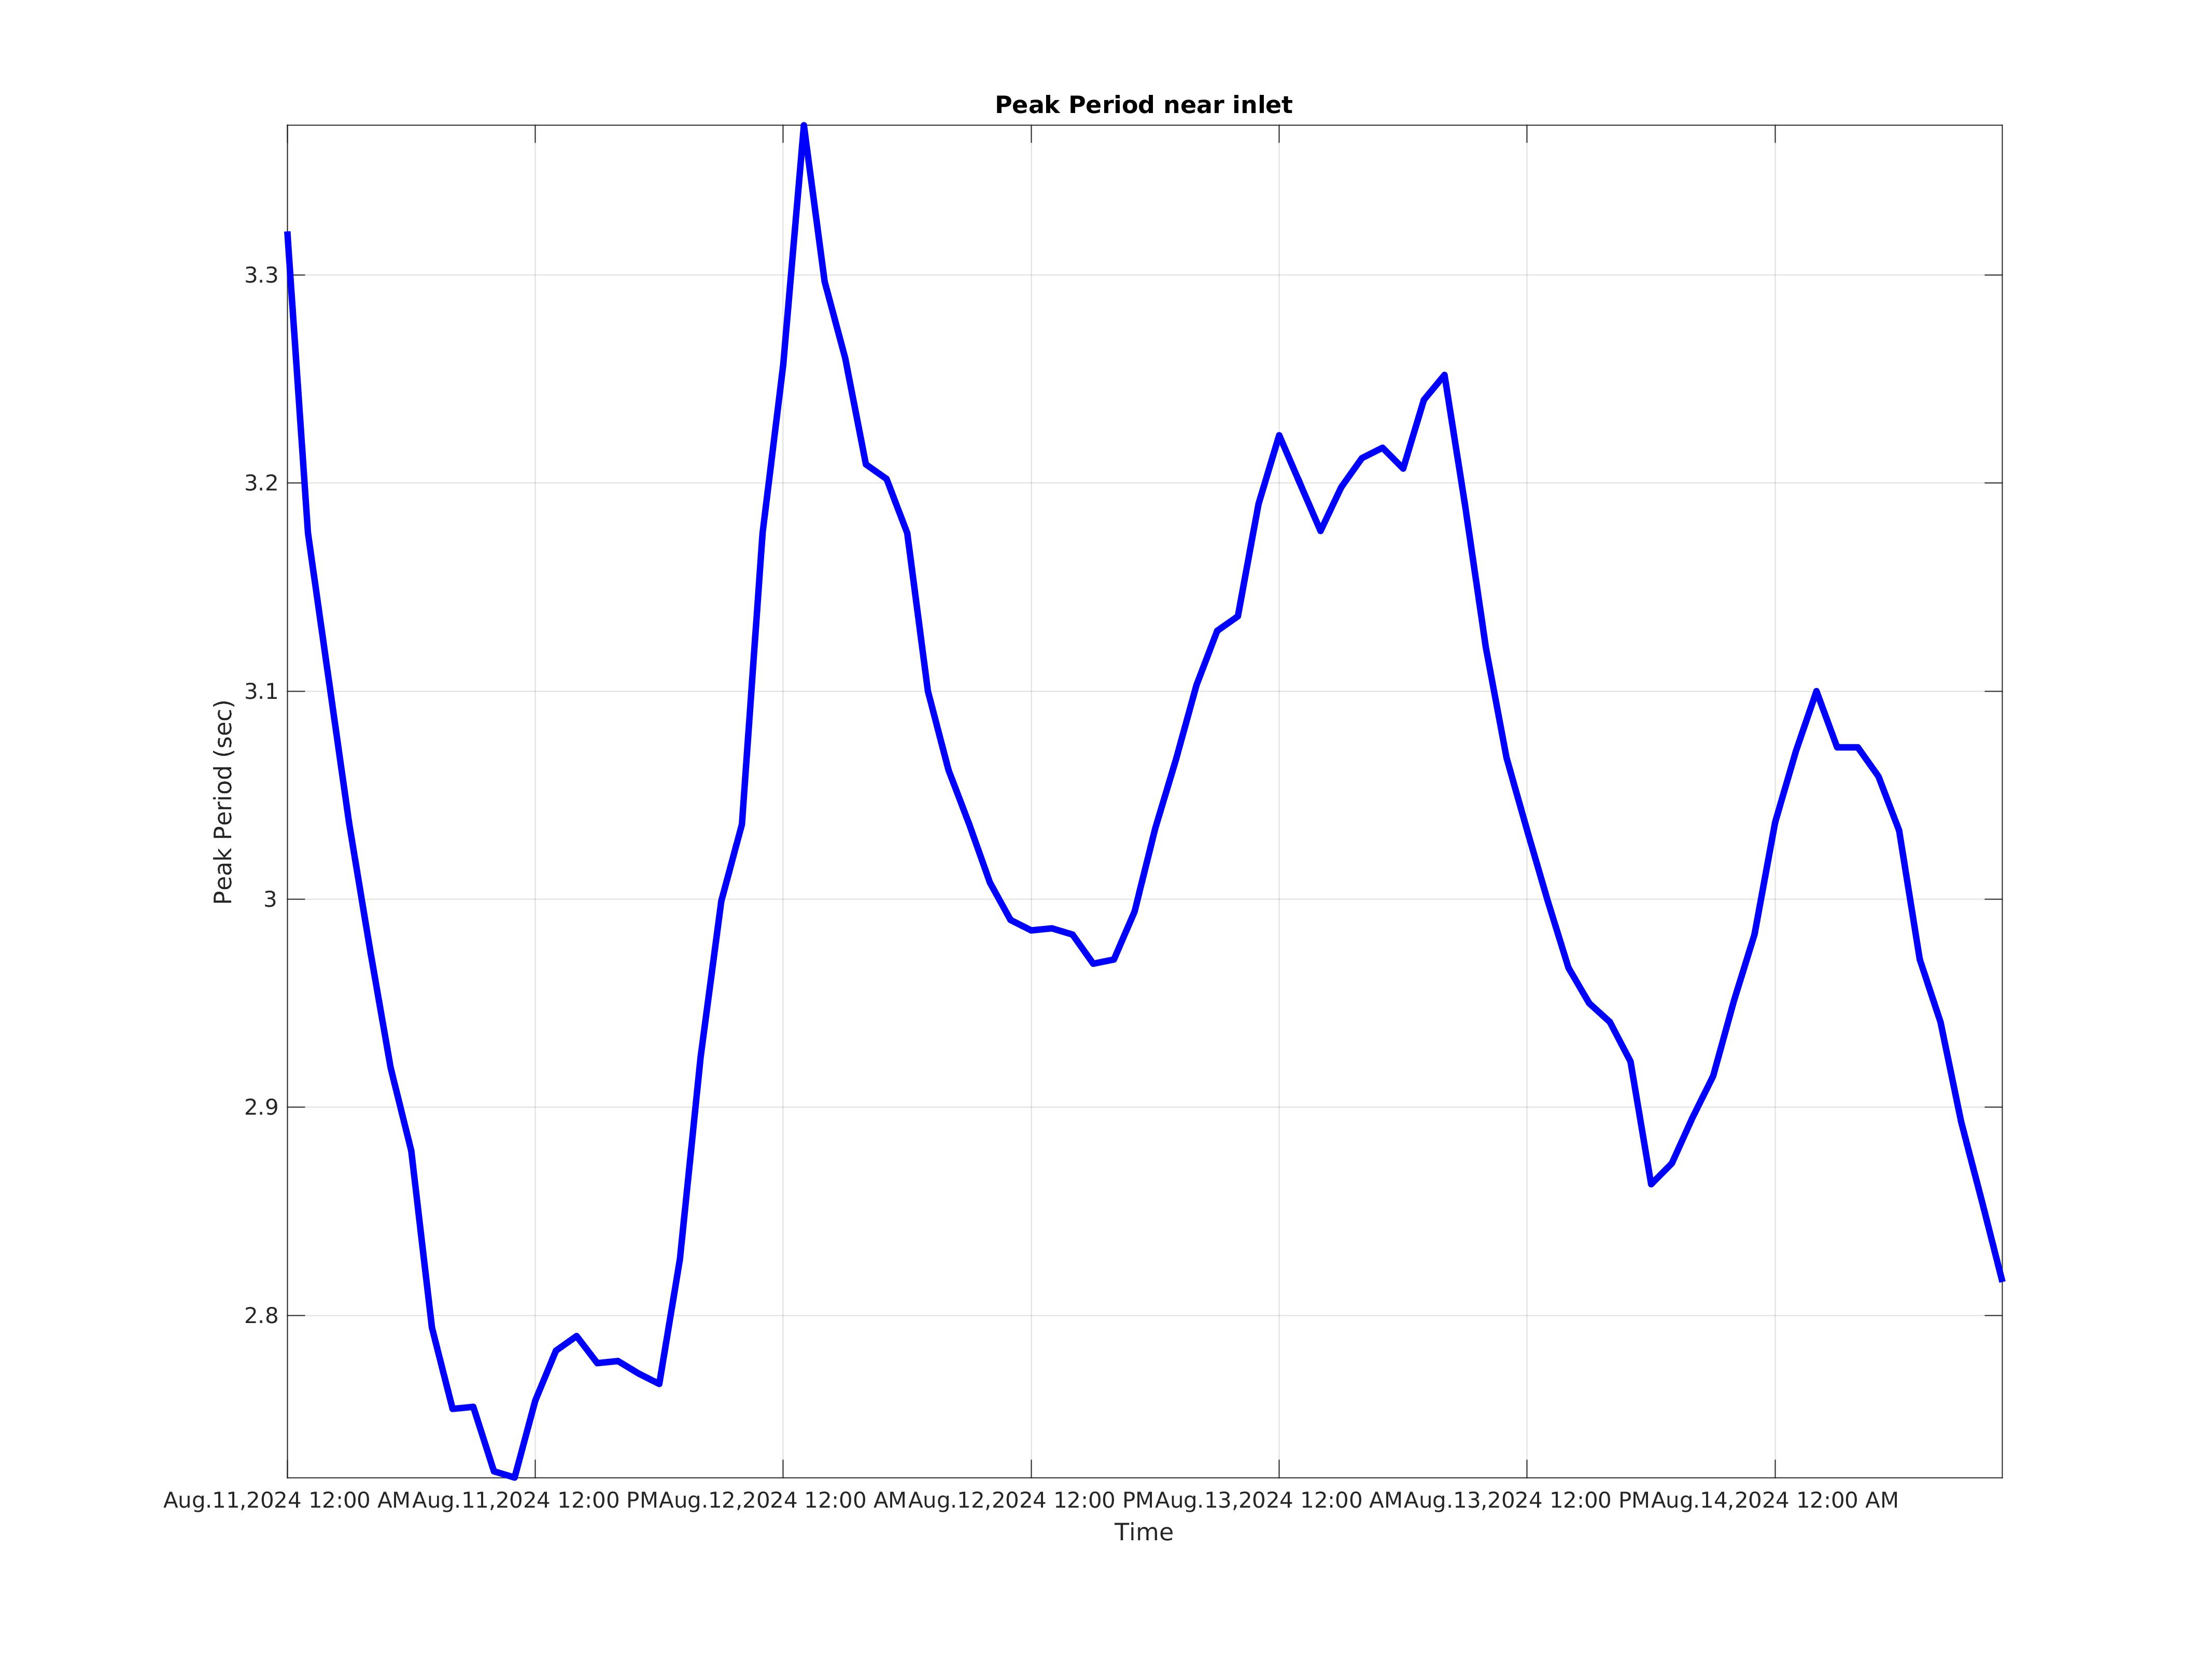 Peak Period near inlet
3.3
3.2
3.1
3
2.9
2.8
Peak Period (sec)
Aug.11,2024 12:00 AM Aug.11,2024 12:00 PM Aug.12,2024 12:00 AM Aug.12,2024 12:00 PM Aug.13,2024 12:00 AM Aug.13,2024 12:00 PM Aug.14,2024 12:00 AM
Time